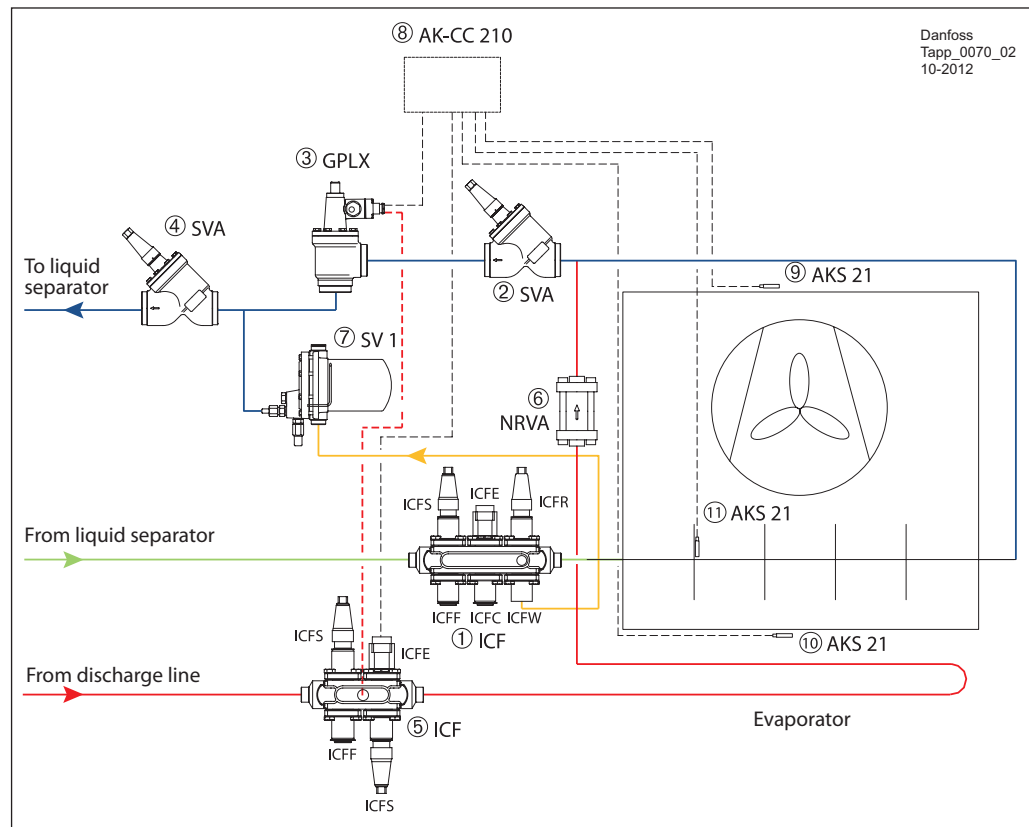 ⑧ AK-CC 210
Danfoss
Tapp_0070_02
10-2012
③ GPLX
④ SVA
To liquid
separator
② SVA
⑨ AKS 21
⑦ SV 1
⑥
NRVA
ICFS
ICFE
ICFR
⑪ AKS 21
From liquid separator
ICFF
ICFC
ICFW
① ICF
ICFS
ICFE
⑩ AKS 21
From discharge line
⑤ ICF
Evaporator
ICFF
ICFS